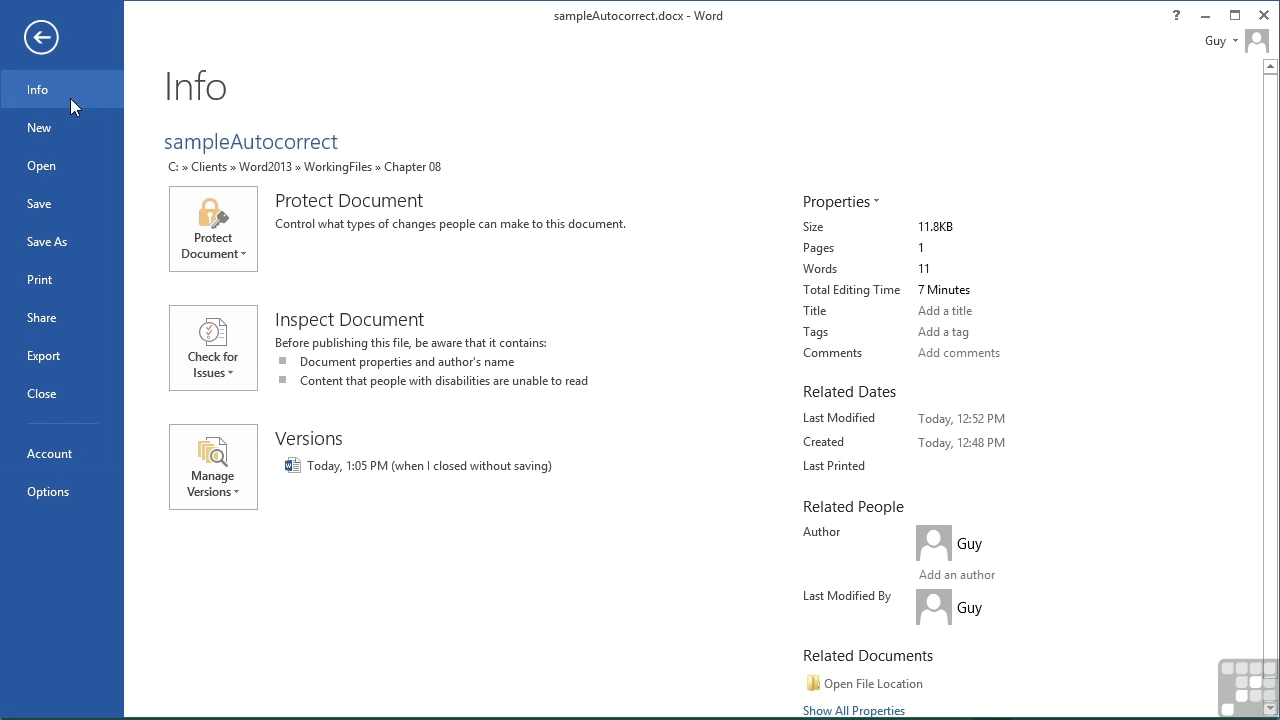 sampleAutocorrect.docx - Word
?
Guy
Info
New
Open
Save
Save As
Print
Share
Export
Close
Account
Options
Info
sampleAutocorrect
C: » Clients » Word2013 » WorkingFiles » Chapter 08
Protect Document
Protect Document
Control what types of changes people can make to this document.
Check for Issues
Inspect Document
Before publishing this file, be aware that it contains:
Document properties and author's name
Content that people with disabilities are unable to read
Manage Versions
Versions
Today, 1:05 PM (when I closed without saving)
Properties
Size 11.8KB
Pages 1
Words 11
Total Editing Time 7 Minutes
Title Add a title
Tags Add a tag
Comments Add comments
Related Dates
Last Modified Today, 12:52 PM
Created Today, 12:48 PM
Last Printed
Related People
Author Guy
Add an author
Last Modified By Guy
Related Documents
Open File Location
Show All Properties